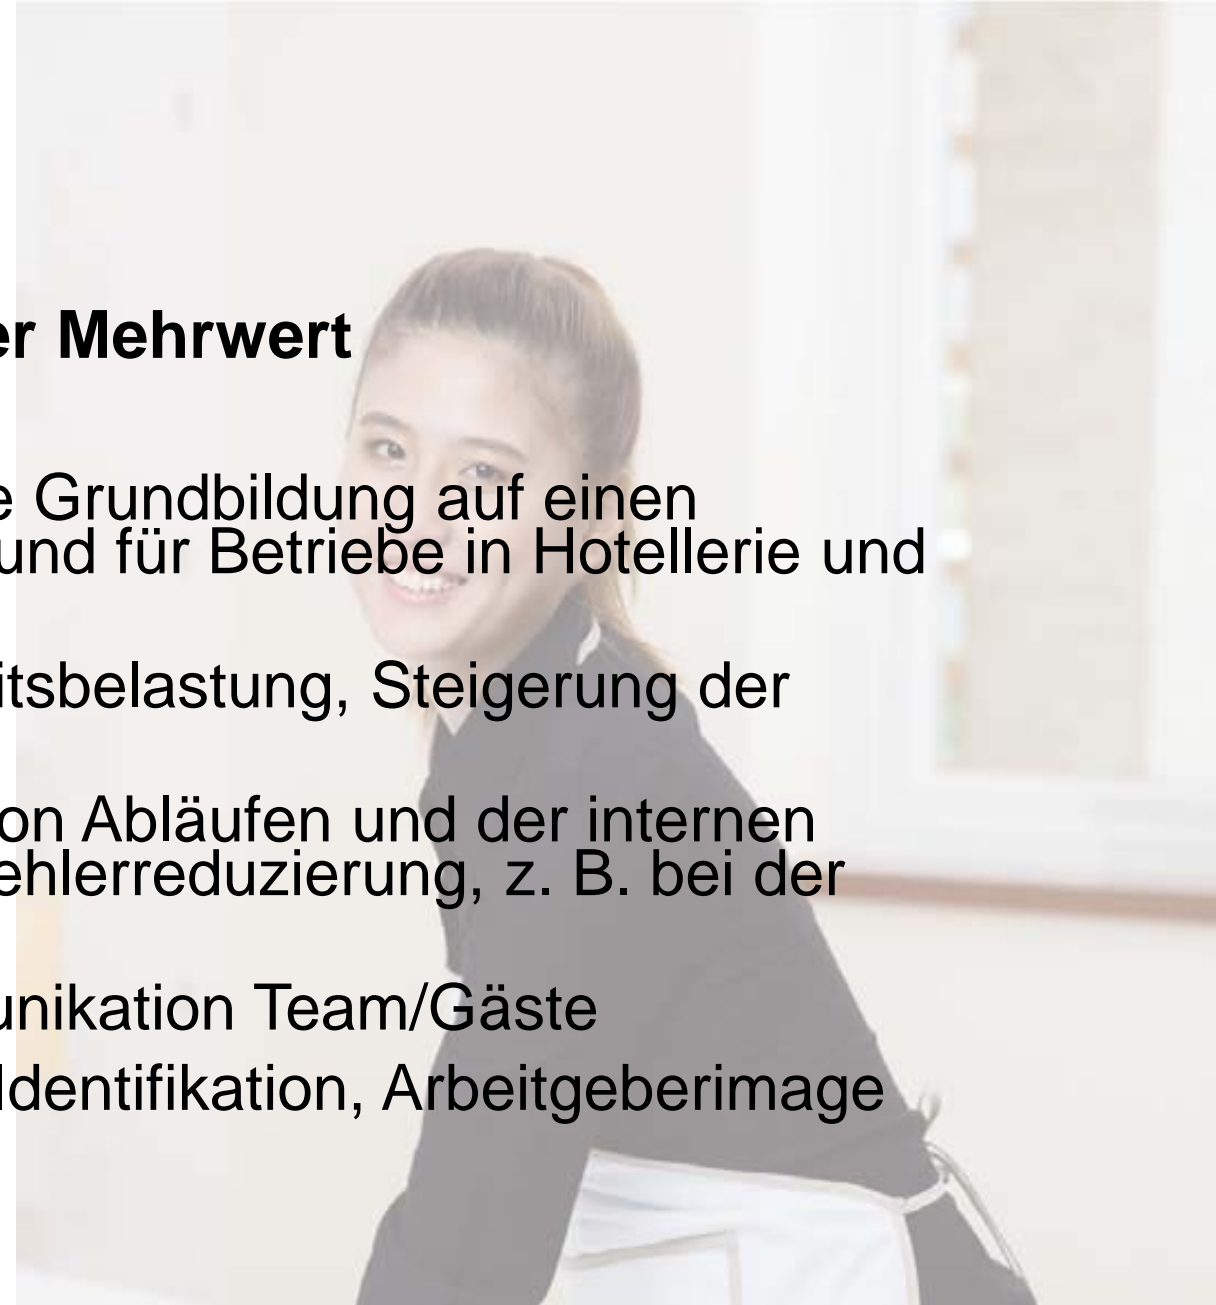 er Mehrwert
e Grundbildung auf einen
und für Betriebe in Hotellerie und
itsbelastung, Steigerung der
on Abläufen und der internen
ehlerreduzierung, z. B. bei der
unikation Team/Gäste
Identifikation, Arbeitgeberimage